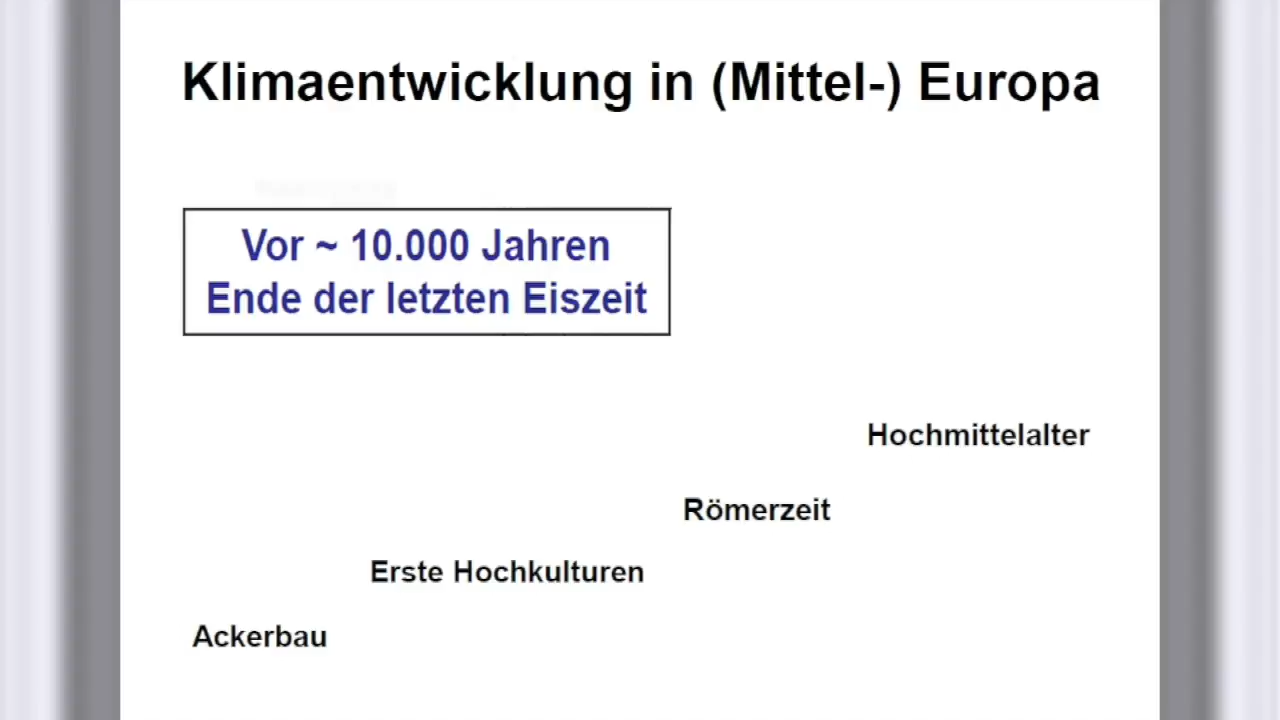 Klimaentwicklung in (Mittel-) Europa
Vor ~ 10.000 Jahren
Ende der letzten Eiszeit
Hochmittelalter
Römerzeit
Erste Hochkulturen
Ackerbau